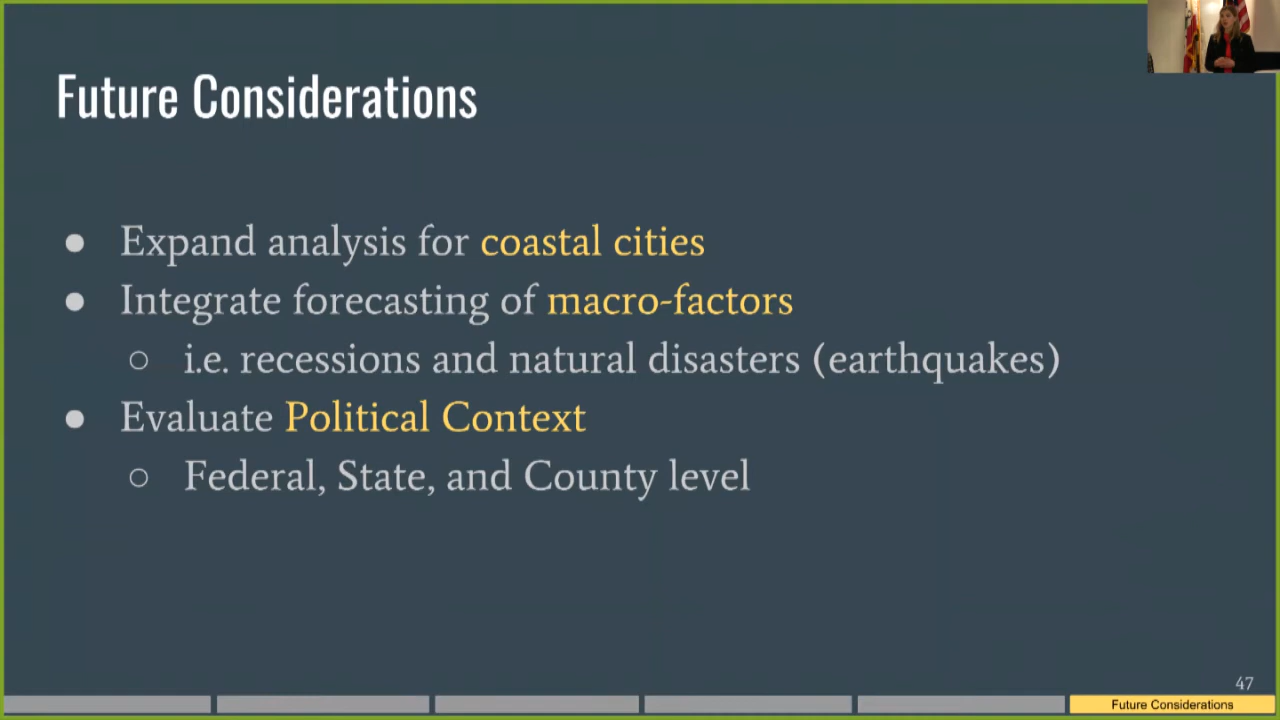 Future Considerations
● Expand analysis for coastal cities
● Integrate forecasting of macro-factors
○ i.e. recessions and natural disasters (earthquakes)
● Evaluate Political Context
○ Federal, State, and County level
47
Future Considerations